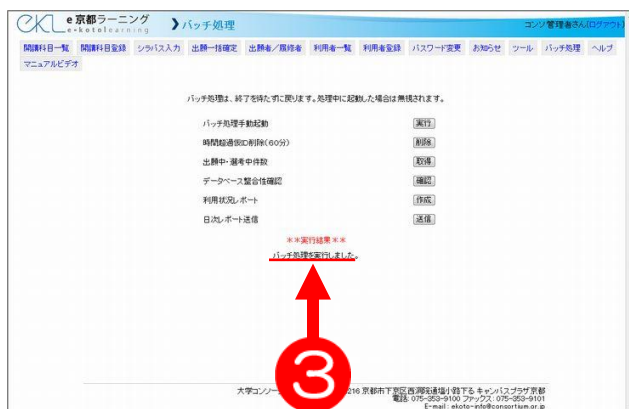 e京都ラーニング
e-kotolearning
バッチ処理
コンソ管理者さん(ログアウト)
開講科目一覧 開講科目登録 シラバス入力 出願一括確定 出願者/履修者 利用者一覧 利用者登録 パスワード変更 お知らせ ツール バッチ処理 ヘルプ
マニュアルビデオ
バッチ処理は、終了を待たずに戻ります。処理中に起動した場合は無視されます。
バッチ処理手動起動 実行
時間超過仮ID削除(60分) 削除
出願中・選考中件数 取得
データベース整合性確認 確認
利用状況レポート 作成
日次レポート送信 送信
**実行結果**
バッチ処理を実行しました。
3
大学コンソー 216 京都市下京区西洞院通塩小路下る キャンパスプラザ京都
電話: 075-353-9100 ファックス: 075-353-9101
E-mail: ekoto-info@consortium.or.jp